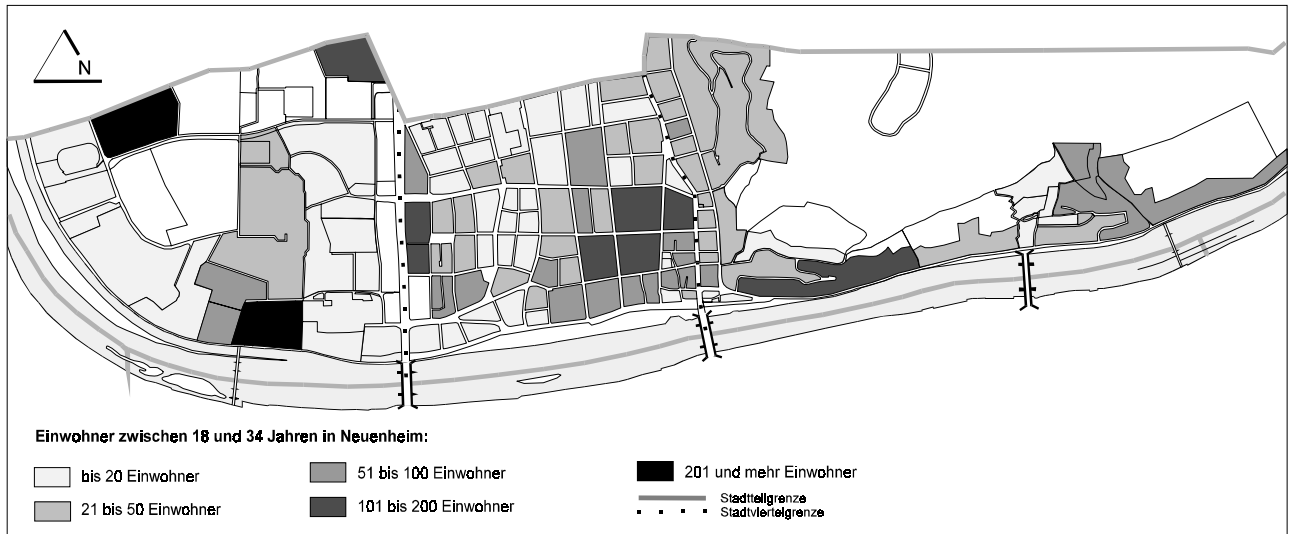 N
Einwohner zwischen 18 und 34 Jahren in Neuenheim:
bis 20 Einwohner
21 bis 50 Einwohner
51 bis 100 Einwohner
101 bis 200 Einwohner
201 und mehr Einwohner
Stadtteilgrenze
Stadtviertelgrenze